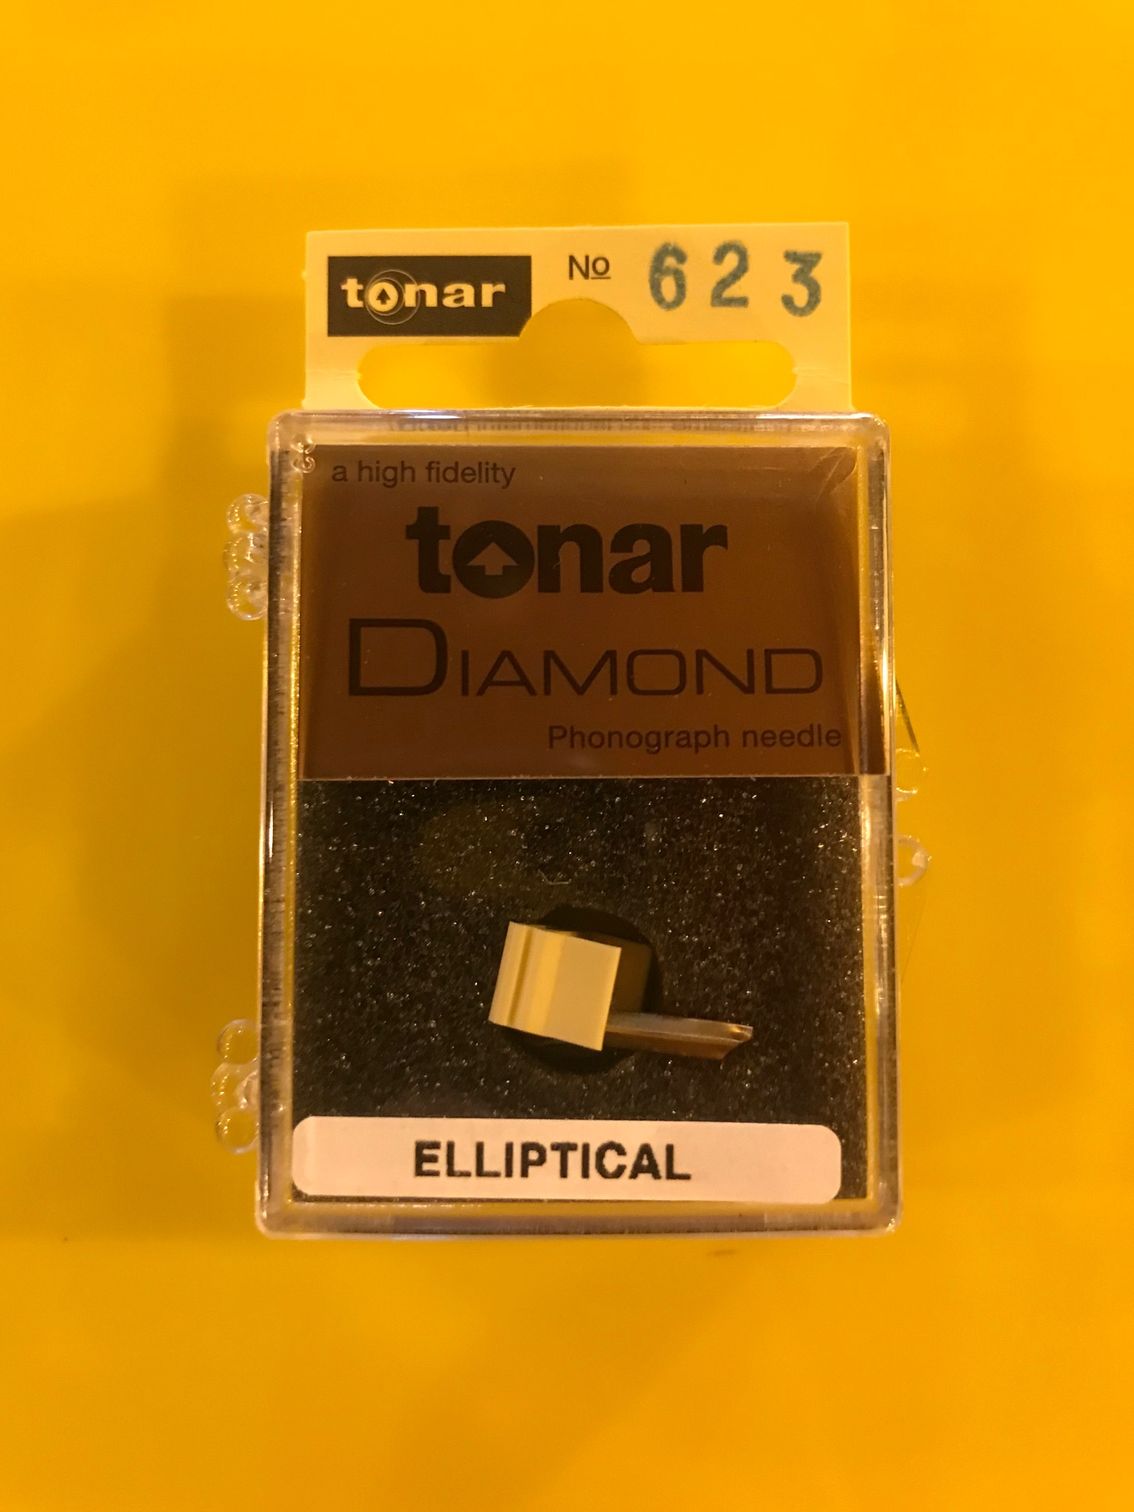 tonar
№ 623
a high fidelity
tonar
DIAMOND
Phonograph needle
ELLIPTICAL